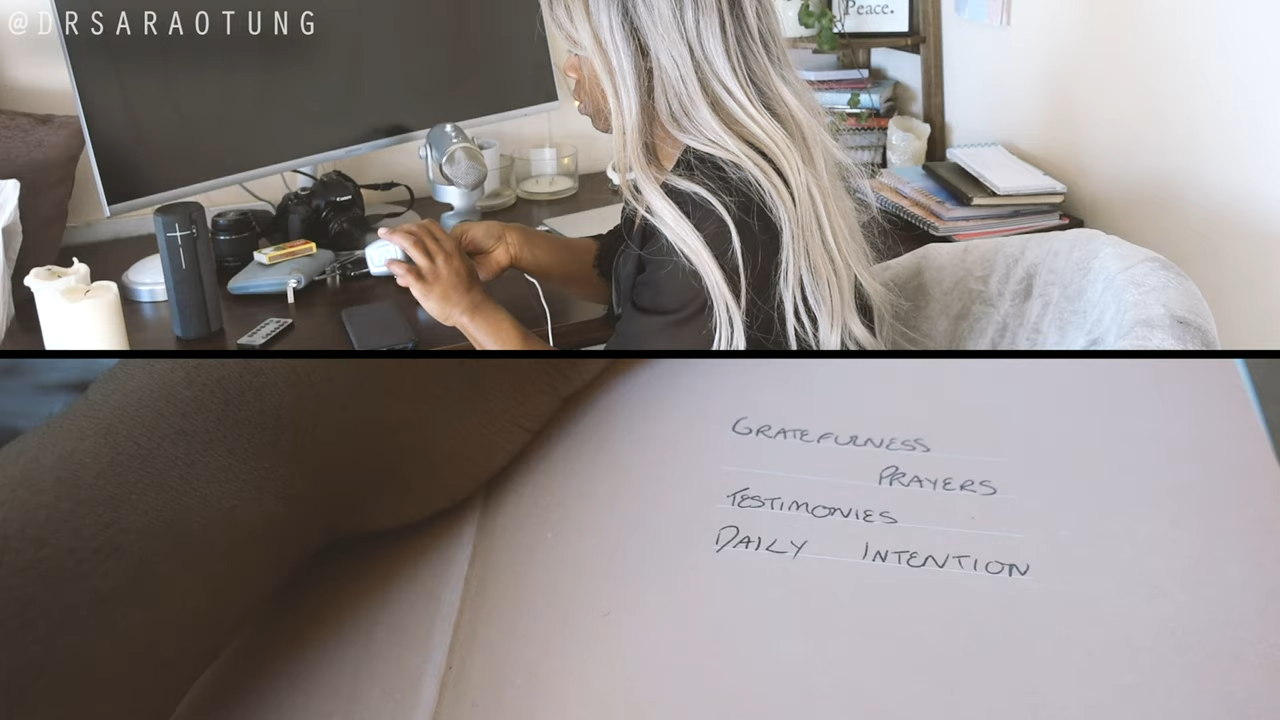 @DRSARAOTUNG
Peace.
GRATEFULNESS
PRAYERS
TESTIMONIES
DAILY INTENTION